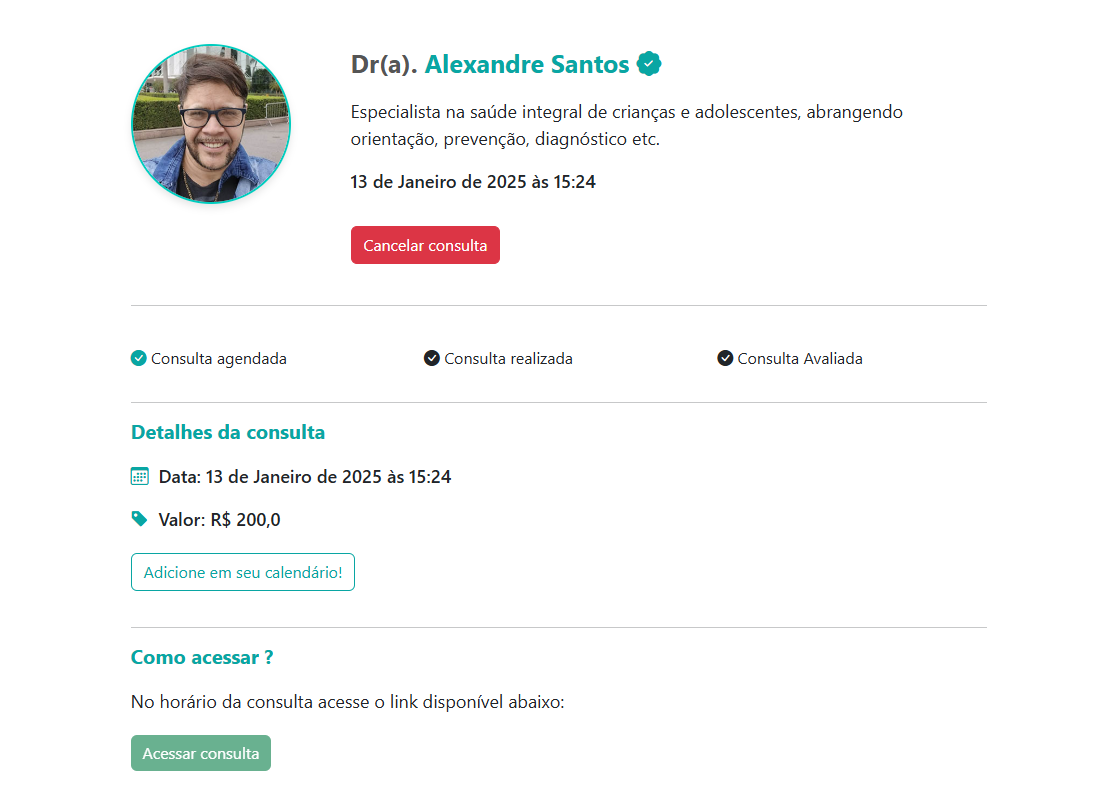 Dr(a). Alexandre Santos
Especialista na saúde integral de crianças e adolescentes, abrangendo
orientação, prevenção, diagnóstico etc.
13 de Janeiro de 2025 às 15:24
Cancelar consulta
Consulta agendada
Consulta realizada
Consulta Avaliada
Detalhes da consulta
Data: 13 de Janeiro de 2025 às 15:24
Valor: R$ 200,0
Adicione em seu calendário!
Como acessar ?
No horário da consulta acesse o link disponível abaixo:
Acessar consulta